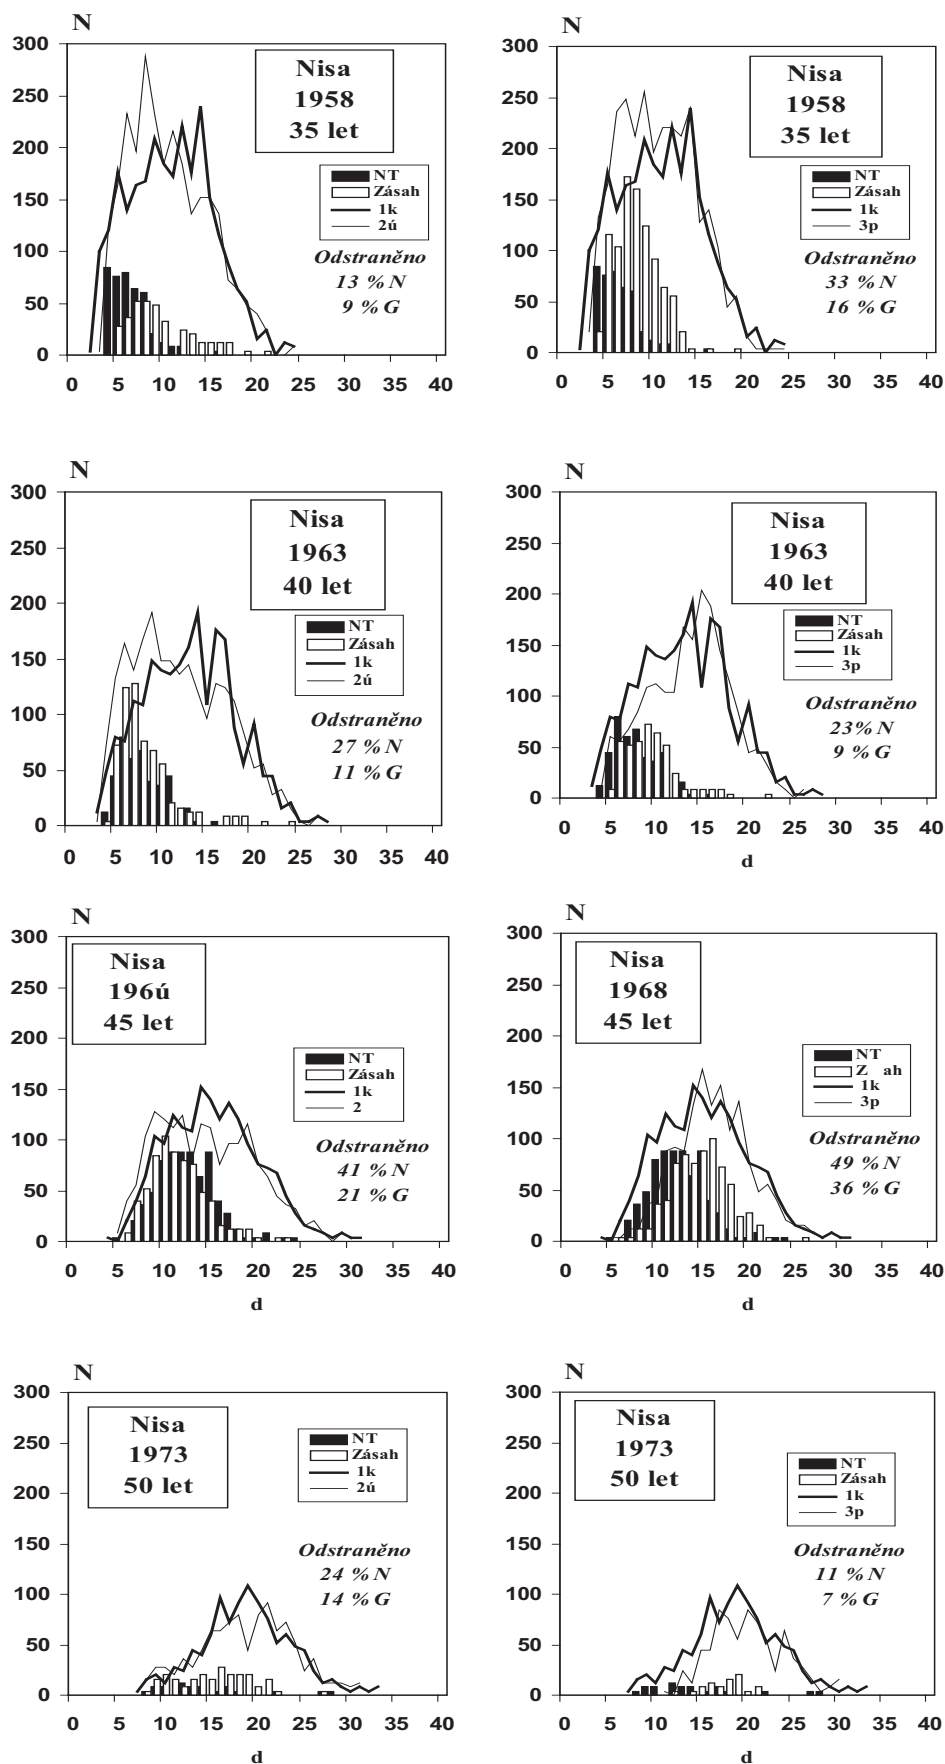 N
300
250
200
150
100
50
0
0 5 10 15 20 25 30 35 40
Nisa
1958
35 let
NT
Zásah
1k
2ú
Odstraněno
13 % N
9 % G
N
300
250
200
150
100
50
0
0 5 10 15 20 25 30 35 40
Nisa
1958
35 let
NT
Zásah
1k
3p
Odstraněno
33 % N
16 % G
N
300
250
200
150
100
50
0
0 5 10 15 20 25 30 35 40
Nisa
1963
40 let
NT
Zásah
1k
2ú
Odstraněno
27 % N
11 % G
N
300
250
200
150
100
50
0
0 5 10 15 20 25 30 35 40
d
Nisa
1963
40 let
NT
Zásah
1k
3p
Odstraněno
23% N
9 % G
N
300
250
200
150
100
50
0
0 5 10 15 20 25 30 35 40
d
Nisa
196ú
45 let
NT
Zásah
1k
2
Odstraněno
41 % N
21 % G
N
300
250
200
150
100
50
0
0 5 10 15 20 25 30 35 40
d
Nisa
1968
45 let
NT
Z ah
1k
3p
Odstraněno
49 % N
36 % G
N
300
250
200
150
100
50
0
0 5 10 15 20 25 30 35 40
d
Nisa
1973
50 let
NT
Zásah
1k
2ú
Odstraněno
24 % N
14 % G
N
300
250
200
150
100
50
0
0 5 10 15 20 25 30 35 40
d
Nisa
1973
50 let
NT
Zásah
1k
3p
Odstraněno
11 % N
7 % G